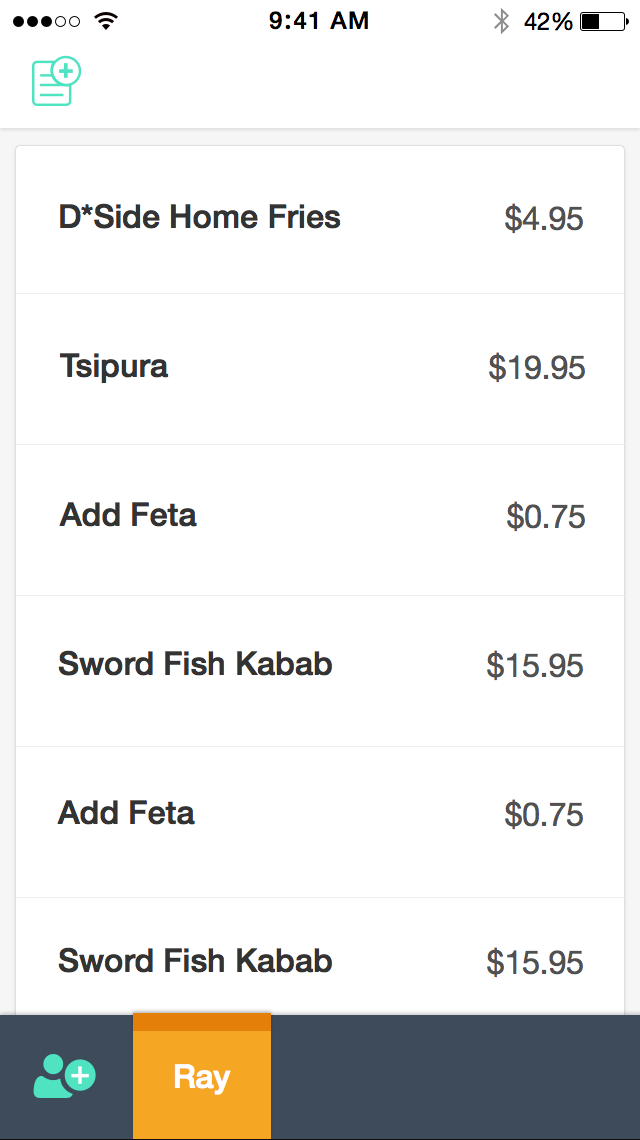 9:41 AM 42%
D*Side Home Fries $4.95
Tsipura $19.95
Add Feta $0.75
Sword Fish Kabab $15.95
Add Feta $0.75
Sword Fish Kabab $15.95
Ray